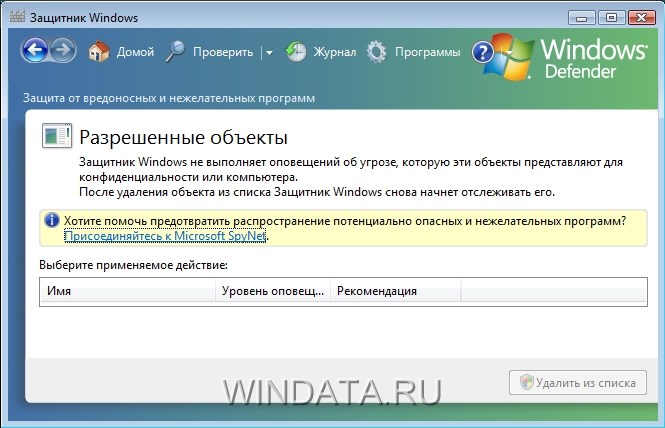 Защитник Windows
Домой Проверить Журнал Программы ? Windows Defender
Защита от вредоносных и нежелательных программ
Разрешенные объекты
Защитник Windows не выполняет оповещений об угрозе, которую эти объекты представляют для
конфиденциальности или компьютера.
После удаления объекта из списка Защитник Windows снова начнет отслеживать его.
Хотите помочь предотвратить распространение потенциально опасных и нежелательных программ?
Присоединяйтесь к Microsoft SpyNet.
Выберите применяемое действие:
Имя Уровень оповещ... Рекомендация
Удалить из списка
WINDATA.RU